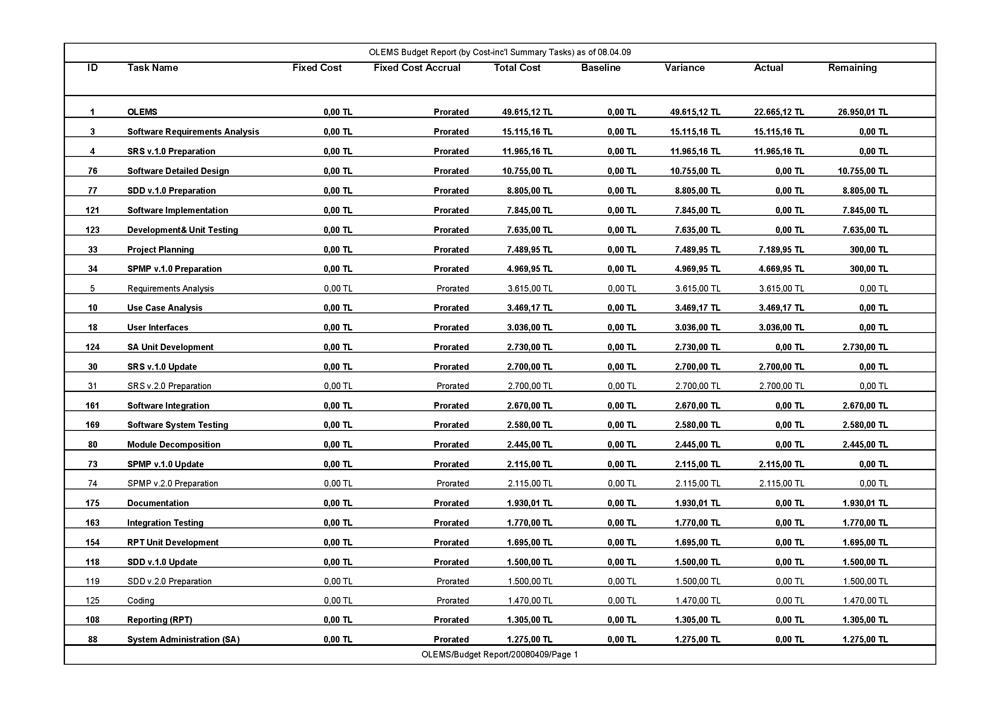 OLEMS Budget Report (by Cost-inc'l Summary Tasks) as of 08.04.09
ID Task Name Fixed Cost Fixed Cost Accrual Total Cost Baseline Variance Actual Remaining
1 OLEMS 0,00 TL Prorated 49.615,12 TL 0,00 TL 49.615,12 TL 22.665,12 TL 26.950,01 TL
3 Software Requirements Analysis 0,00 TL Prorated 15.115,16 TL 0,00 TL 15.115,16 TL 15.115,16 TL 0,00 TL
4 SRS v.1.0 Preparation 0,00 TL Prorated 11.965,16 TL 0,00 TL 11.965,16 TL 11.965,16 TL 0,00 TL
76 Software Detailed Design 0,00 TL Prorated 10.755,00 TL 0,00 TL 10.755,00 TL 0,00 TL 10.755,00 TL
77 SDD v.1.0 Preparation 0,00 TL Prorated 8.805,00 TL 0,00 TL 8.805,00 TL 0,00 TL 8.805,00 TL
121 Software Implementation 0,00 TL Prorated 7.845,00 TL 0,00 TL 7.845,00 TL 0,00 TL 7.845,00 TL
123 Development& Unit Testing 0,00 TL Prorated 7.635,00 TL 0,00 TL 7.635,00 TL 0,00 TL 7.635,00 TL
33 Project Planning 0,00 TL Prorated 7.489,95 TL 0,00 TL 7.489,95 TL 7.189,95 TL 300,00 TL
34 SPMP v.1.0 Preparation 0,00 TL Prorated 4.969,95 TL 0,00 TL 4.969,95 TL 4.669,95 TL 300,00 TL
5 Requirements Analysis 0,00 TL Prorated 3.615,00 TL 0,00 TL 3.615,00 TL 3.615,00 TL 0,00 TL
10 Use Case Analysis 0,00 TL Prorated 3.469,17 TL 0,00 TL 3.469,17 TL 3.469,17 TL 0,00 TL
18 User Interfaces 0,00 TL Prorated 3.036,00 TL 0,00 TL 3.036,00 TL 3.036,00 TL 0,00 TL
124 SA Unit Development 0,00 TL Prorated 2.730,00 TL 0,00 TL 2.730,00 TL 0,00 TL 2.730,00 TL
30 SRS v.1.0 Update 0,00 TL Prorated 2.700,00 TL 0,00 TL 2.700,00 TL 2.700,00 TL 0,00 TL
31 SRS v.2.0 Preparation 0,00 TL Prorated 2.700,00 TL 0,00 TL 2.700,00 TL 2.700,00 TL 0,00 TL
161 Software Integration 0,00 TL Prorated 2.670,00 TL 0,00 TL 2.670,00 TL 0,00 TL 2.670,00 TL
169 Software System Testing 0,00 TL Prorated 2.580,00 TL 0,00 TL 2.580,00 TL 0,00 TL 2.580,00 TL
80 Module Decomposition 0,00 TL Prorated 2.445,00 TL 0,00 TL 2.445,00 TL 0,00 TL 2.445,00 TL
73 SPMP v.1.0 Update 0,00 TL Prorated 2.115,00 TL 0,00 TL 2.115,00 TL 2.115,00 TL 0,00 TL
74 SPMP v.2.0 Preparation 0,00 TL Prorated 2.115,00 TL 0,00 TL 2.115,00 TL 2.115,00 TL 0,00 TL
175 Documentation 0,00 TL Prorated 1.930,01 TL 0,00 TL 1.930,01 TL 0,00 TL 1.930,01 TL
163 Integration Testing 0,00 TL Prorated 1.770,00 TL 0,00 TL 1.770,00 TL 0,00 TL 1.770,00 TL
154 RPT Unit Development 0,00 TL Prorated 1.695,00 TL 0,00 TL 1.695,00 TL 0,00 TL 1.695,00 TL
118 SDD v.1.0 Update 0,00 TL Prorated 1.500,00 TL 0,00 TL 1.500,00 TL 0,00 TL 1.500,00 TL
119 SDD v.2.0 Preparation 0,00 TL Prorated 1.500,00 TL 0,00 TL 1.500,00 TL 0,00 TL 1.500,00 TL
125 Coding 0,00 TL Prorated 1.470,00 TL 0,00 TL 1.470,00 TL 0,00 TL 1.470,00 TL
108 Reporting (RPT) 0,00 TL Prorated 1.305,00 TL 0,00 TL 1.305,00 TL 0,00 TL 1.305,00 TL
88 System Administration (SA) 0,00 TL Prorated 1.275,00 TL 0,00 TL 1.275,00 TL 0,00 TL 1.275,00 TL
OLEMS/Budget Report/20080409/Page 1